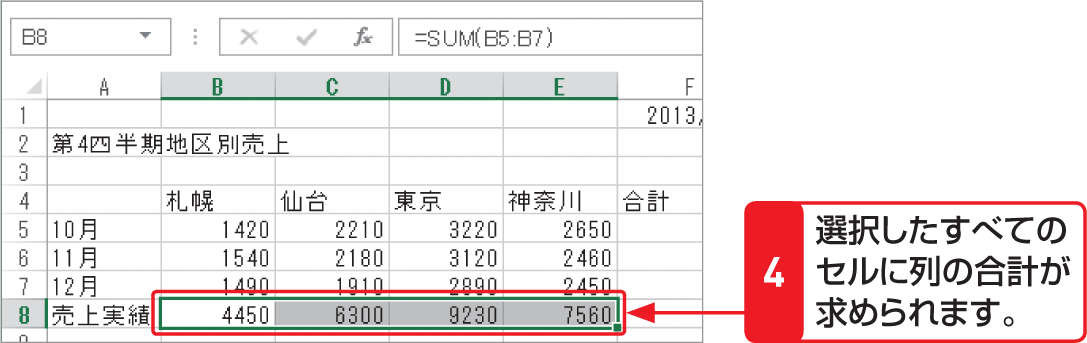 B8 fx =SUM(B5:B7)
A B C D E F
1 2013,
2 第4四半期地区別売上
3
4 札幌 仙台 東京 神奈川 合計
5 10月 1420 2210 3220 2650
6 11月 1540 2180 3120 2460
7 12月 1490 1910 2890 2450
8 売上実績 4450 6300 9230 7560
4
選択したすべての
セルに列の合計が
求められます。